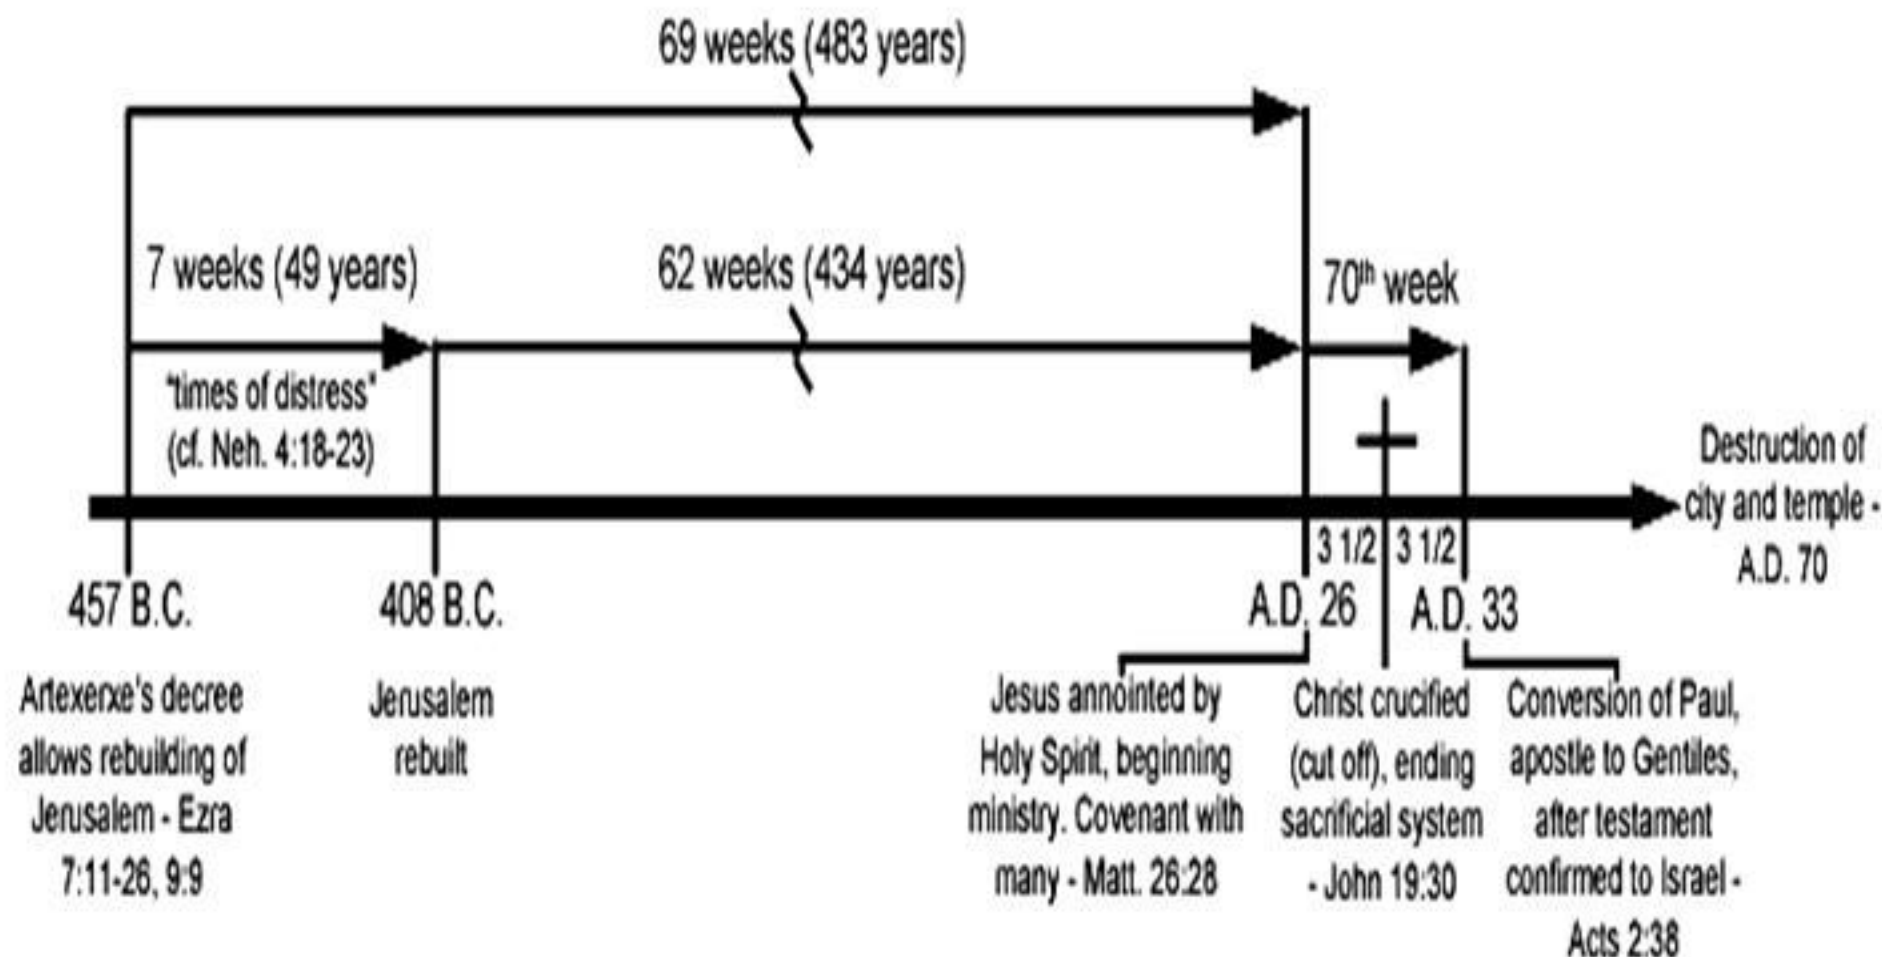 69 weeks (483 years)
7 weeks (49 years)
62 weeks (434 years)
70th week
"times of distress"
(cf. Neh. 4:18-23)
Destruction of
city and temple -
A.D. 70
3 1/2
3 1/2
457 B.C.
408 B.C.
A.D. 26
A.D. 33
Artexerxe's decree
allows rebuilding of
Jerusalem - Ezra
7:11-26, 9:9
Jerusalem
rebuilt
Jesus annointed by
Holy Spirit, beginning
ministry. Covenant with
many - Matt. 26:28
Christ crucified
(cut off), ending
sacrificial system
- John 19:30
Conversion of Paul,
apostle to Gentiles,
after testament
confirmed to Israel -
Acts 2:38